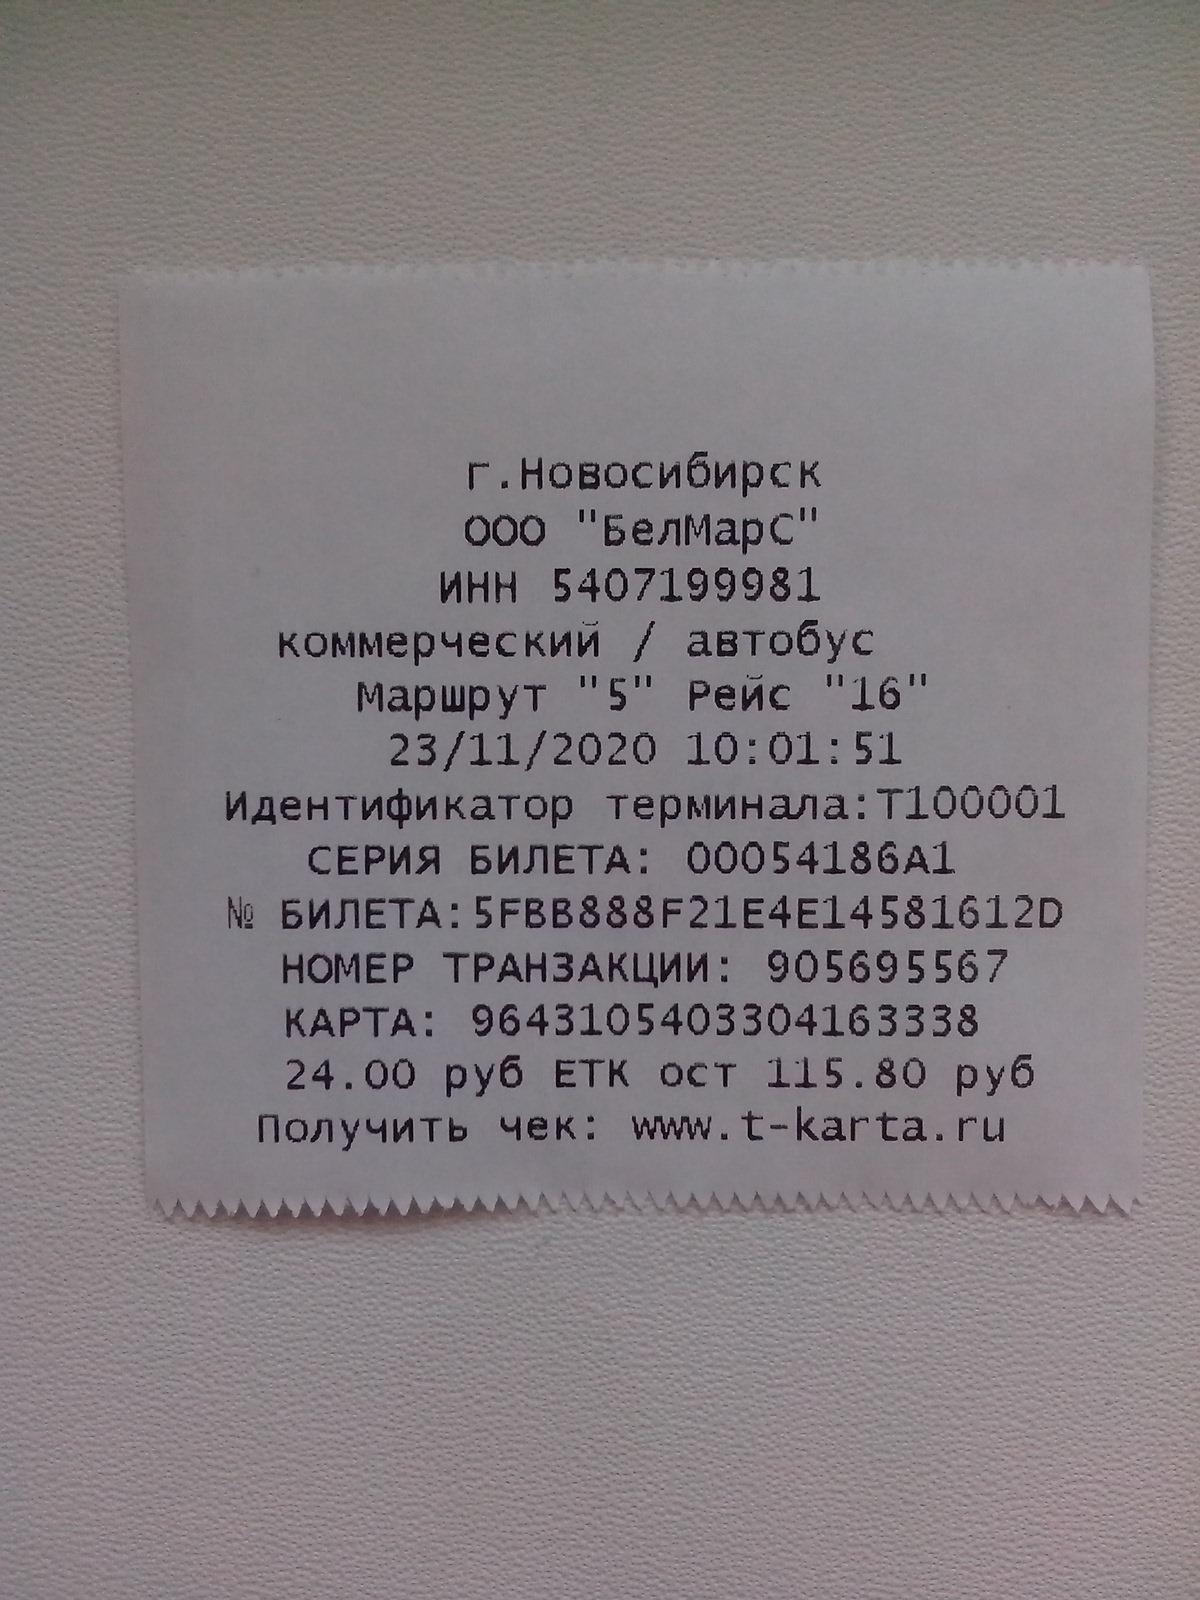 г.Новосибирск
ООО "БелМарС"
ИНН 5407199981
коммерческий / автобус
Маршрут "5" Рейс "16"
23/11/2020 10:01:51
Идентификатор терминала:T100001
СЕРИЯ БИЛЕТА: 00054186A1
№ БИЛЕТА:5FBB888F21E4E14581612D
НОМЕР ТРАНЗАКЦИИ: 905695567
КАРТА: 9643105403304163338
24.00 руб ЕТК ост 115.80 руб
Получить чек: www.t-karta.ru